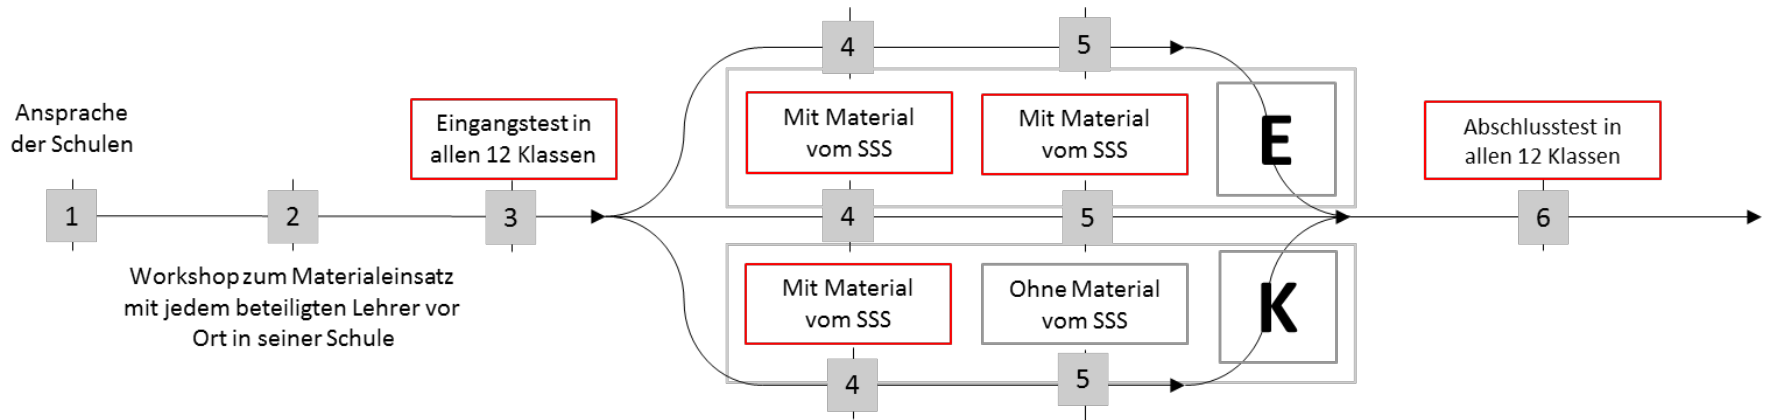 Ansprache
der Schulen
1
2
Workshop zum Materialeinsatz
mit jedem beteiligten Lehrer vor
Ort in seiner Schule
Eingangstest in
allen 12 Klassen
3
4
5
Mit Material
vom SSS
Mit Material
vom SSS
E
4
5
Mit Material
vom SSS
Ohne Material
vom SSS
K
4
5
Abschlusstest in
allen 12 Klassen
6